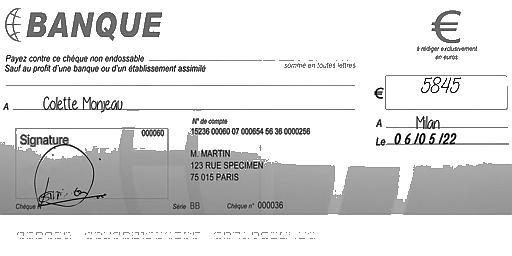 BANQUE
€
à rédiger exclusivement
en euros
Payez contre ce chèque non endossable
somme en toutes lettres
Sauf au profit d'une banque ou d'un établissement assimilé
€ 5845
A Colette Monjeau
A Milan
Le 06/05/22
Signature
000060
N° de compte
15236 00060 07 000654 56 36 0000256
M. MARTIN
123 RUE SPECIMEN
75 015 PARIS
Chèque N°
Série BB
Chèque n° 000036